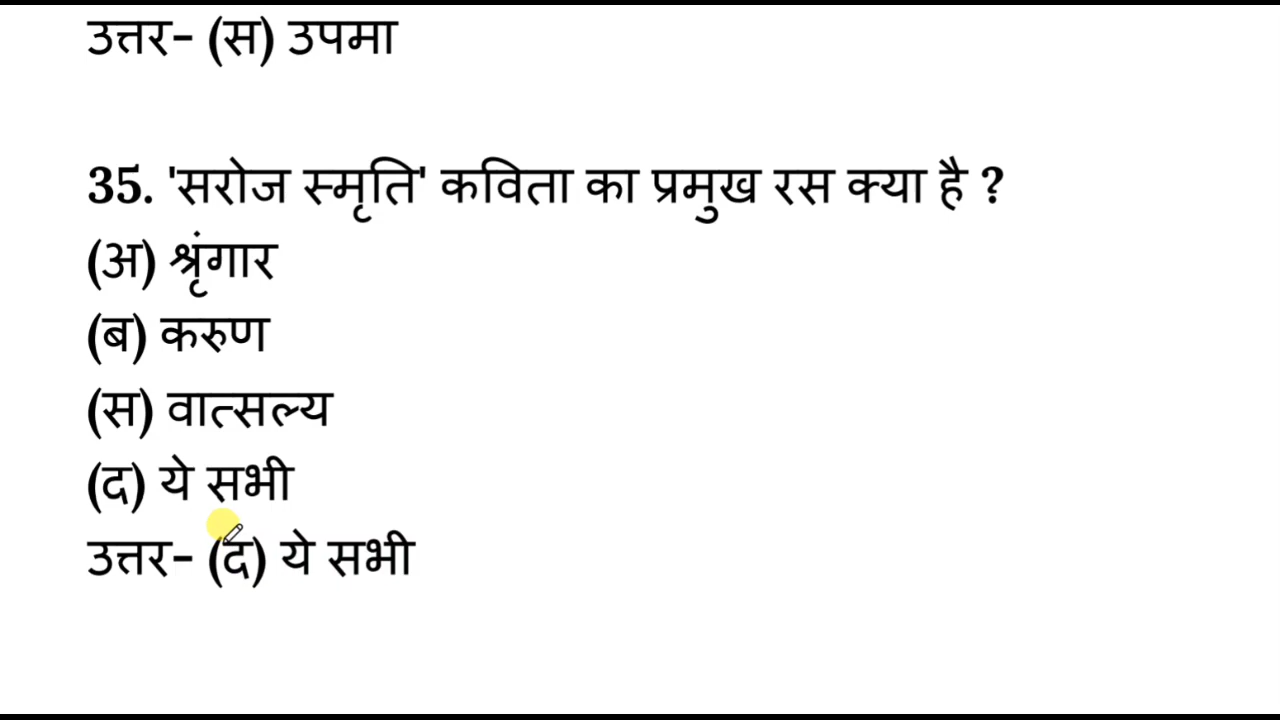 उत्तर- (स) उपमा
35. 'सरोज स्मृति' कविता का प्रमुख रस क्या है ?
(अ) श्रृंगार
(ब) करुण
(स) वात्सल्य
(द) ये सभी
उत्तर- (द) ये सभी